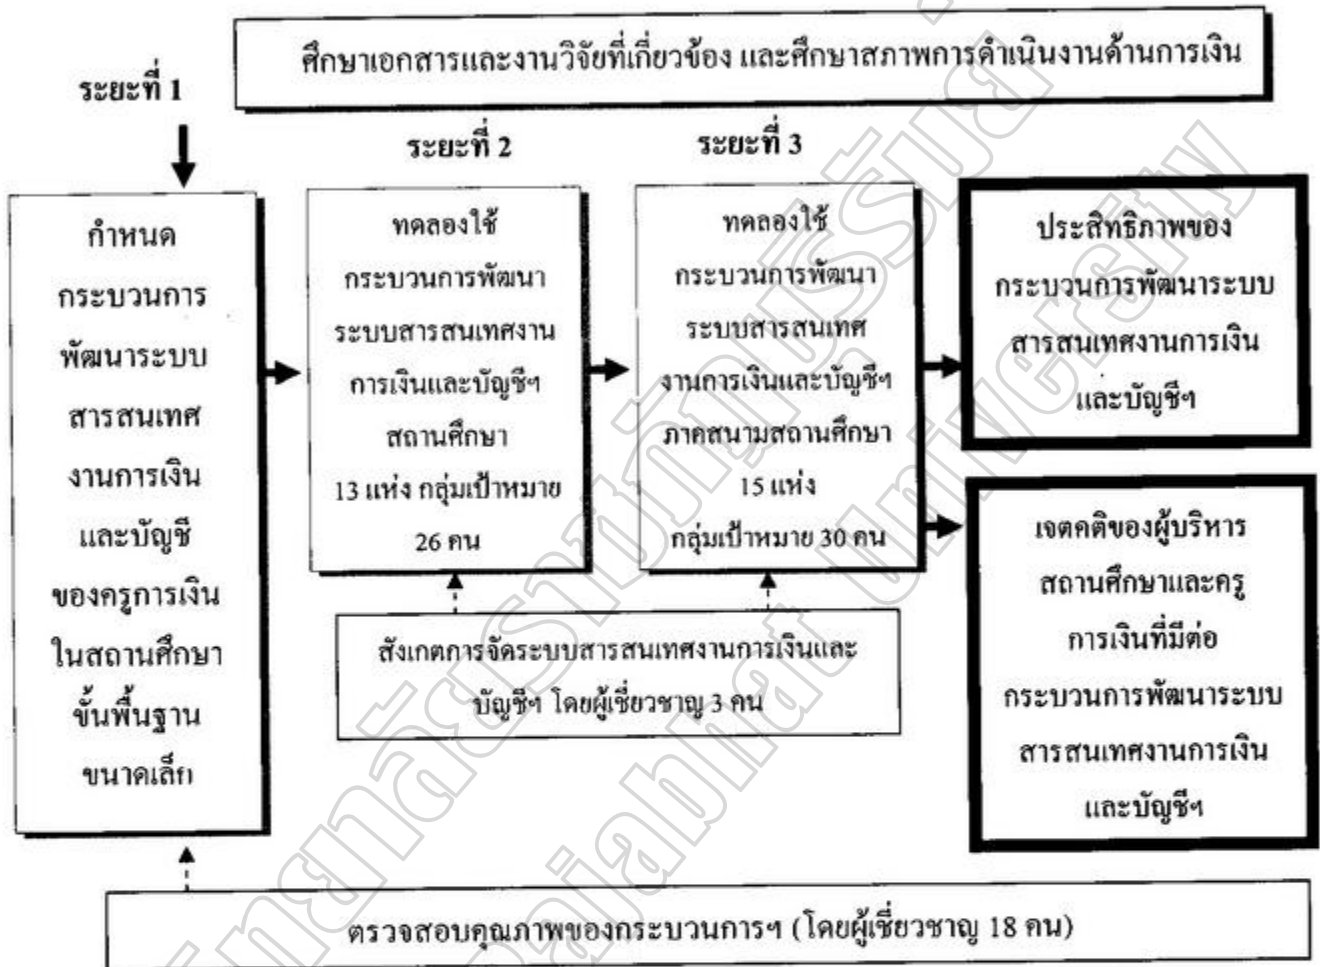 ศึกษาเอกสารและงานวิจัยที่เกี่ยวข้อง และศึกษาสภาพการดำเนินงานด้านการเงิน
ระยะที่ 1
ระยะที่ 2
ระยะที่ 3
กำหนด
กระบวนการ
พัฒนาระบบ
สารสนเทศ
งานการเงิน
และบัญชี
ของครูการเงิน
ในสถานศึกษา
ขั้นพื้นฐาน
ขนาดเล็ก
ทดลองใช้
กระบวนการพัฒนา
ระบบสารสนเทศงาน
การเงินและบัญชีฯ
สถานศึกษา
13 แห่ง กลุ่มเป้าหมาย
26 คน
ทดลองใช้
กระบวนการพัฒนา
ระบบสารสนเทศ
งานการเงินและบัญชีฯ
ภาคสนามสถานศึกษา
15 แห่ง
กลุ่มเป้าหมาย 30 คน
ประสิทธิภาพของ
กระบวนการพัฒนาระบบ
สารสนเทศงานการเงิน
และบัญชีฯ
เจตคติของผู้บริหาร
สถานศึกษาและครู
การเงินที่มีต่อ
กระบวนการพัฒนาระบบ
สารสนเทศงานการเงิน
และบัญชีฯ
สังเกตการจัดระบบสารสนเทศงานการเงินและ
บัญชีฯ โดยผู้เชี่ยวชาญ 3 คน
ตรวจสอบคุณภาพของกระบวนการฯ (โดยผู้เชี่ยวชาญ 18 คน)
Rajabhat University